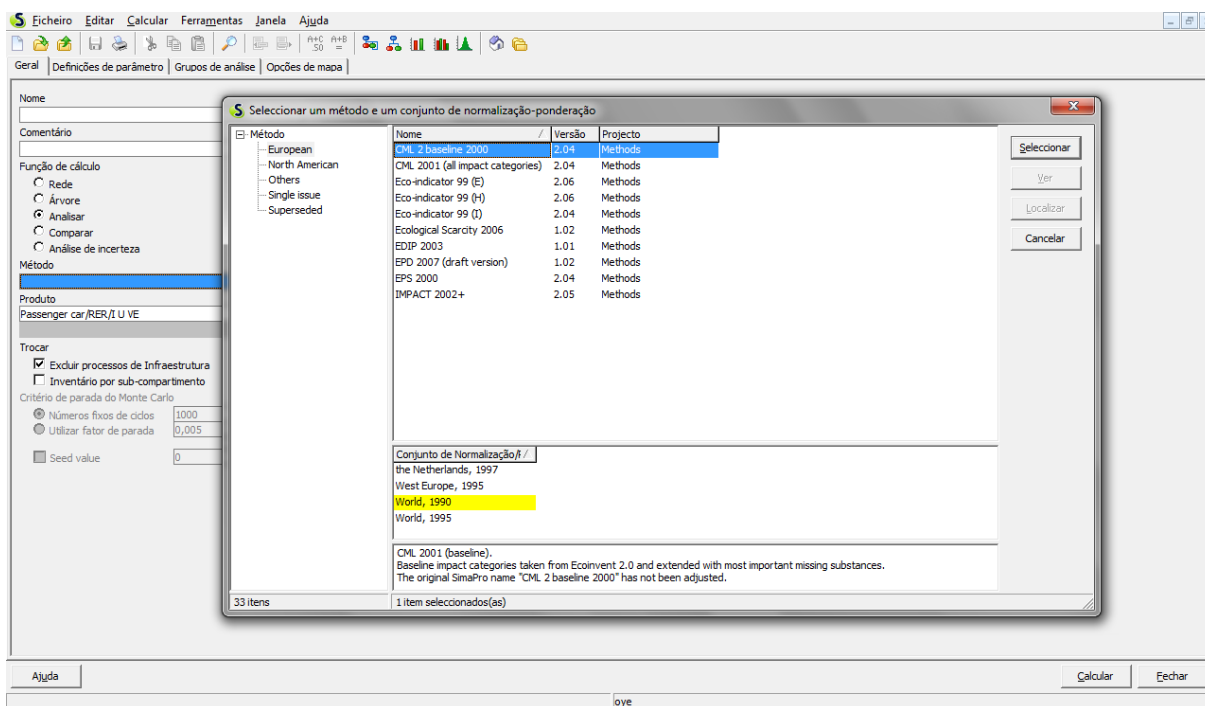 Ficheiro Editar Calcular Ferramentas Janela Ajuda
Geral Definições de parâmetro Grupos de análise Opções de mapa
Nome
Comentário
Função de cálculo
Rede
Árvore
Analisar
Comparar
Análise de incerteza
Método
Produto
Passenger car/RER/I U VE
Trocar
Excluir processos de Infraestrutura
Inventário por sub-compartimento
Critério de parada do Monte Carlo
Números fixos de ciclos 1000
Utilizar fator de parada 0,005
Seed value 0
Seleccionar um método e um conjunto de normalização-ponderação
Método
European
North American
Others
Single issue
Superseded
33 itens
Nome / Versão Projecto
CML 2 baseline 2000 2.04 Methods
CML 2001 (all impact categories) 2.04 Methods
Eco-indicator 99 (E) 2.06 Methods
Eco-indicator 99 (H) 2.06 Methods
Eco-indicator 99 (I) 2.04 Methods
Ecological Scarcity 2006 1.02 Methods
EDIP 2003 1.01 Methods
EPD 2007 (draft version) 1.02 Methods
EPS 2000 2.04 Methods
IMPACT 2002+ 2.05 Methods
Conjunto de Normalização/
the Netherlands, 1997
West Europe, 1995
World, 1990
World, 1995
CML 2001 (baseline).
Baseline impact categories taken from Ecoinvent 2.0 and extended with most important missing substances.
The original SimaPro name "CML 2 baseline 2000" has not been adjusted.
1 item seleccionados(as)
Seleccionar
Ver
Localizar
Cancelar
Ajuda Calcular Fechar
ove